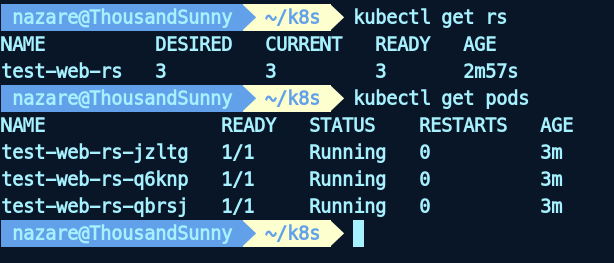 nazare@ThousandSunny ~/k8s kubectl get rs
NAME DESIRED CURRENT READY AGE
test-web-rs 3 3 3 2m57s
nazare@ThousandSunny ~/k8s kubectl get pods
NAME READY STATUS RESTARTS AGE
test-web-rs-jzltg 1/1 Running 0 3m
test-web-rs-q6knp 1/1 Running 0 3m
test-web-rs-qbrsj 1/1 Running 0 3m
nazare@ThousandSunny ~/k8s